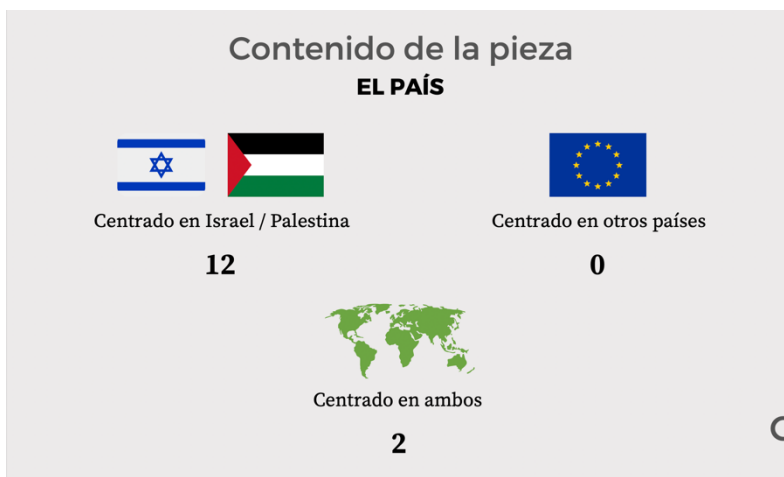 Contenido de la pieza
EL PAÍS
Centrado en Israel / Palestina
12
Centrado en otros países
0
Centrado en ambos
2